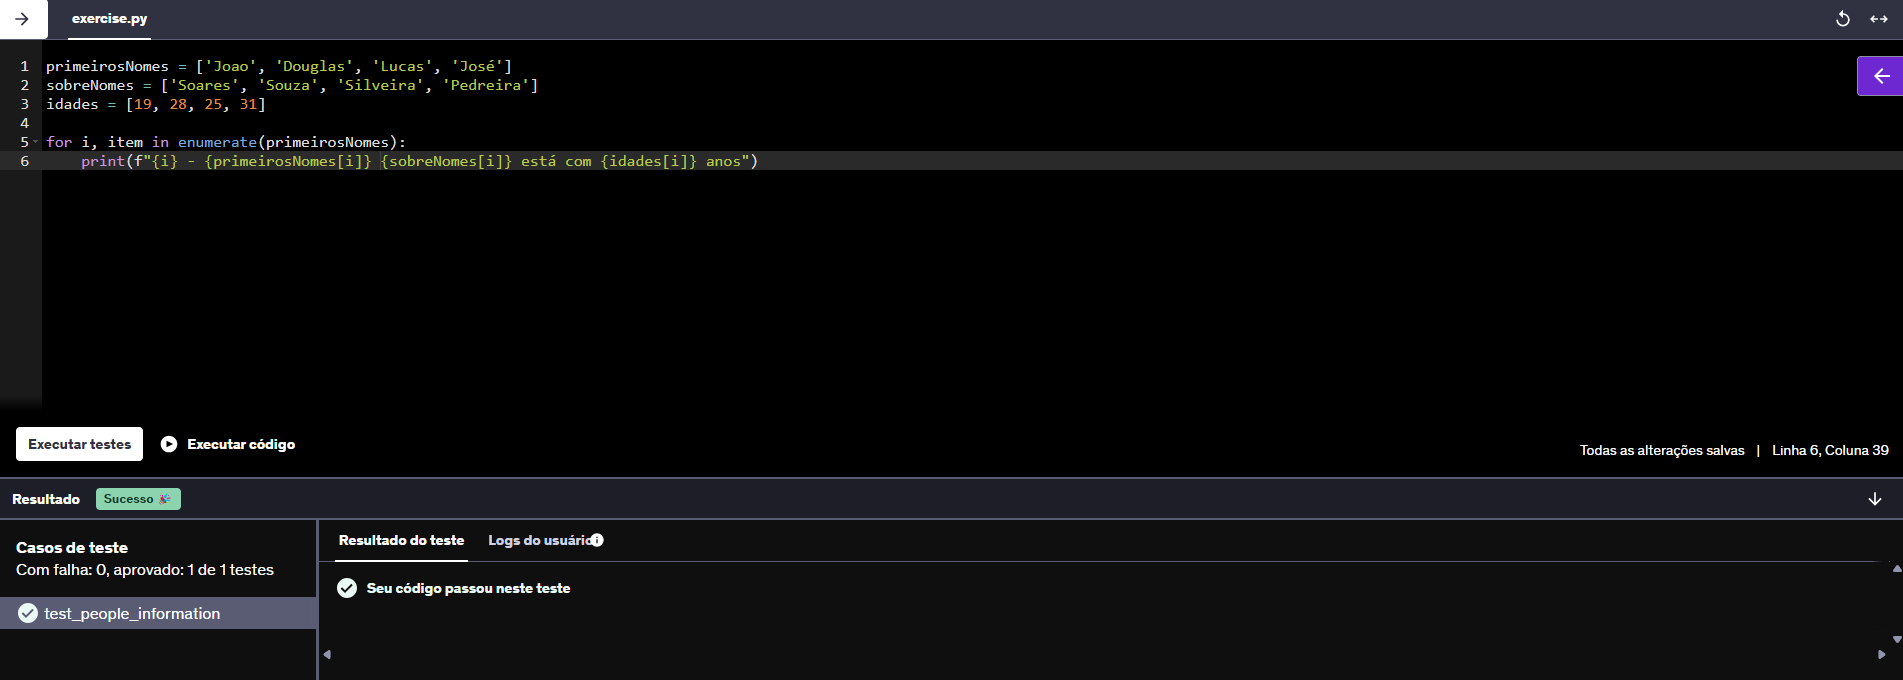 exercise.py
1 primeirosNomes = ['Joao', 'Douglas', 'Lucas', 'José']
2 sobreNomes = ['Soares', 'Souza', 'Silveira', 'Pedreira']
3 idades = [19, 28, 25, 31]
4
5 for i, item in enumerate(primeirosNomes):
6     print(f"{i} - {primeirosNomes[i]} {sobreNomes[i]} está com {idades[i]} anos")
Executar testes Executar código
Todas as alterações salvas | Linha 6, Coluna 39
Resultado Sucesso 🎉
Casos de teste
Com falha: 0, aprovado: 1 de 1 testes
test_people_information
Resultado do teste Logs do usuário
Seu código passou neste teste